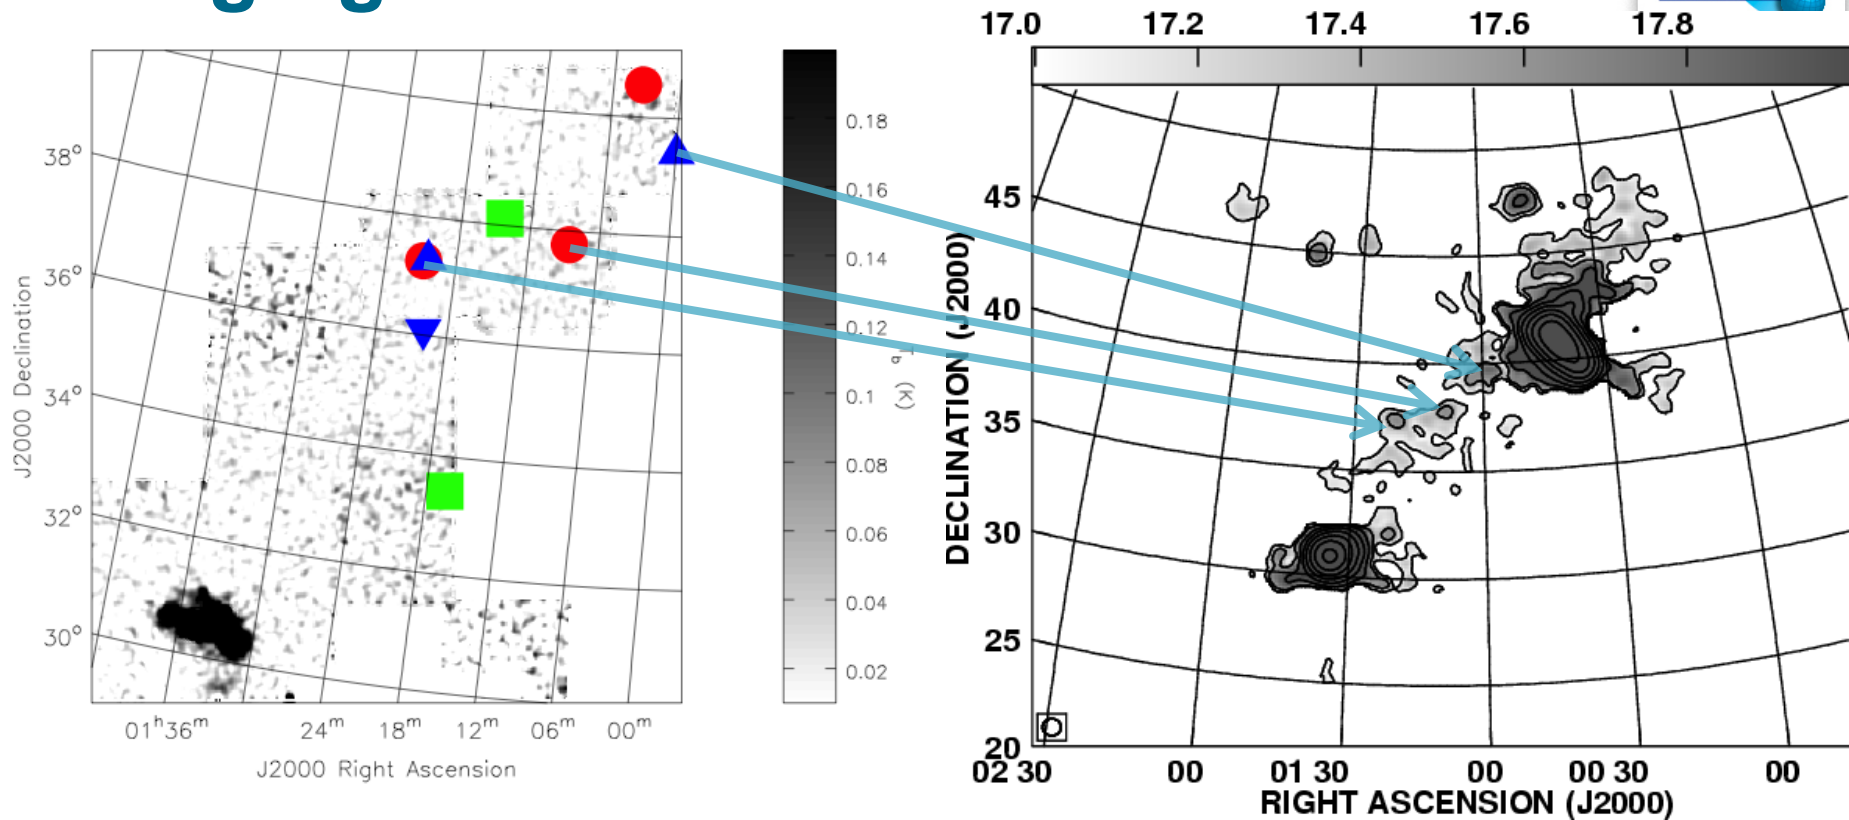 17.0 17.2 17.4 17.6 17.8
0.18
0.16
0.14
0.12
0.1
0.08
0.06
0.04
0.02
T_b (K)
38°
36°
34°
32°
30°
J2000 Declination
01ʰ36ᵐ 24ᵐ 18ᵐ 12ᵐ 06ᵐ 00ᵐ
J2000 Right Ascension
45
40
35
30
25
20
DECLINATION (J2000)
02 30 00 01 30 00 00 30 00
RIGHT ASCENSION (J2000)